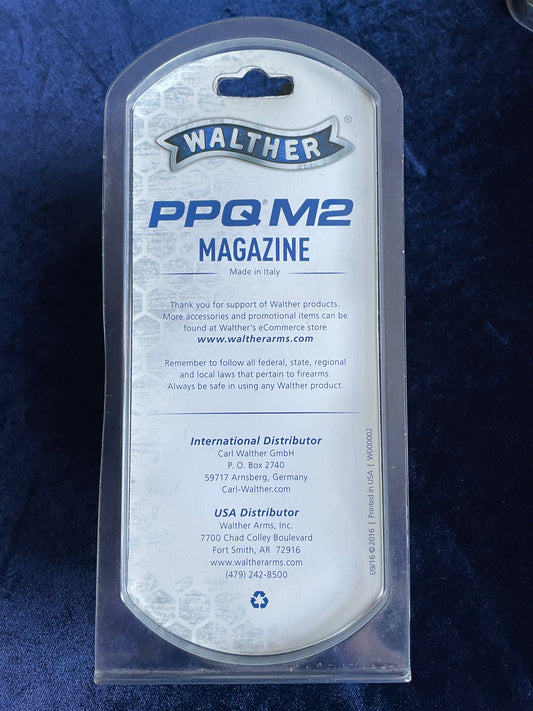 WALTHER®
PPQ® M2
MAGAZINE
Made in Italy
Thank you for support of Walther products.
More accessories and promotional items can be
found at Walther's eCommerce store
www.waltherarms.com
Remember to follow all federal, state, regional
and local laws that pertain to firearms.
Always be safe in using any Walther product.
International Distributor
Carl Walther GmbH
P. O. Box 2740
59717 Arnsberg, Germany
Carl-Walther.com
USA Distributor
Walther Arms, Inc.
7700 Chad Colley Boulevard
Fort Smith, AR 72916
www.waltherarms.com
(479) 242-8500
09/16 ©2016 | Printed in USA | W000002